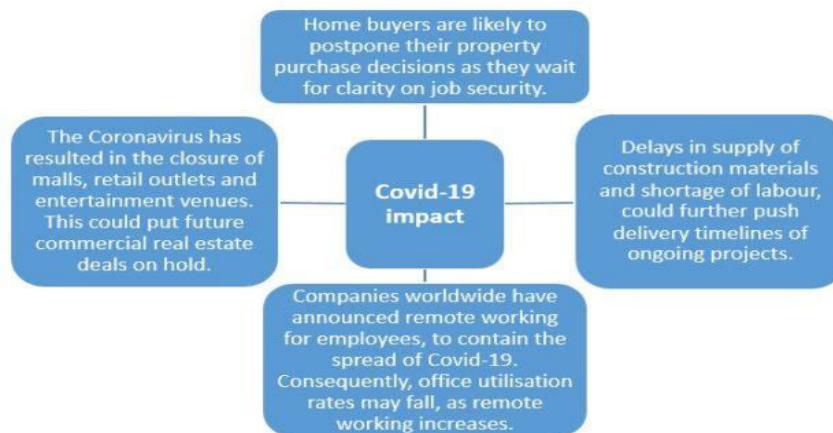 Home buyers are likely to
postpone their property
purchase decisions as they wait
for clarity on job security.
The Coronavirus has
resulted in the closure of
malls, retail outlets and
entertainment venues.
This could put future
commercial real estate
deals on hold.
Covid-19
impact
Delays in supply of
construction materials
and shortage of labour,
could further push
delivery timelines of
ongoing projects.
Companies worldwide have
announced remote working
for employees, to contain the
spread of Covid-19.
Consequently, office utilisation
rates may fall, as remote
working increases.